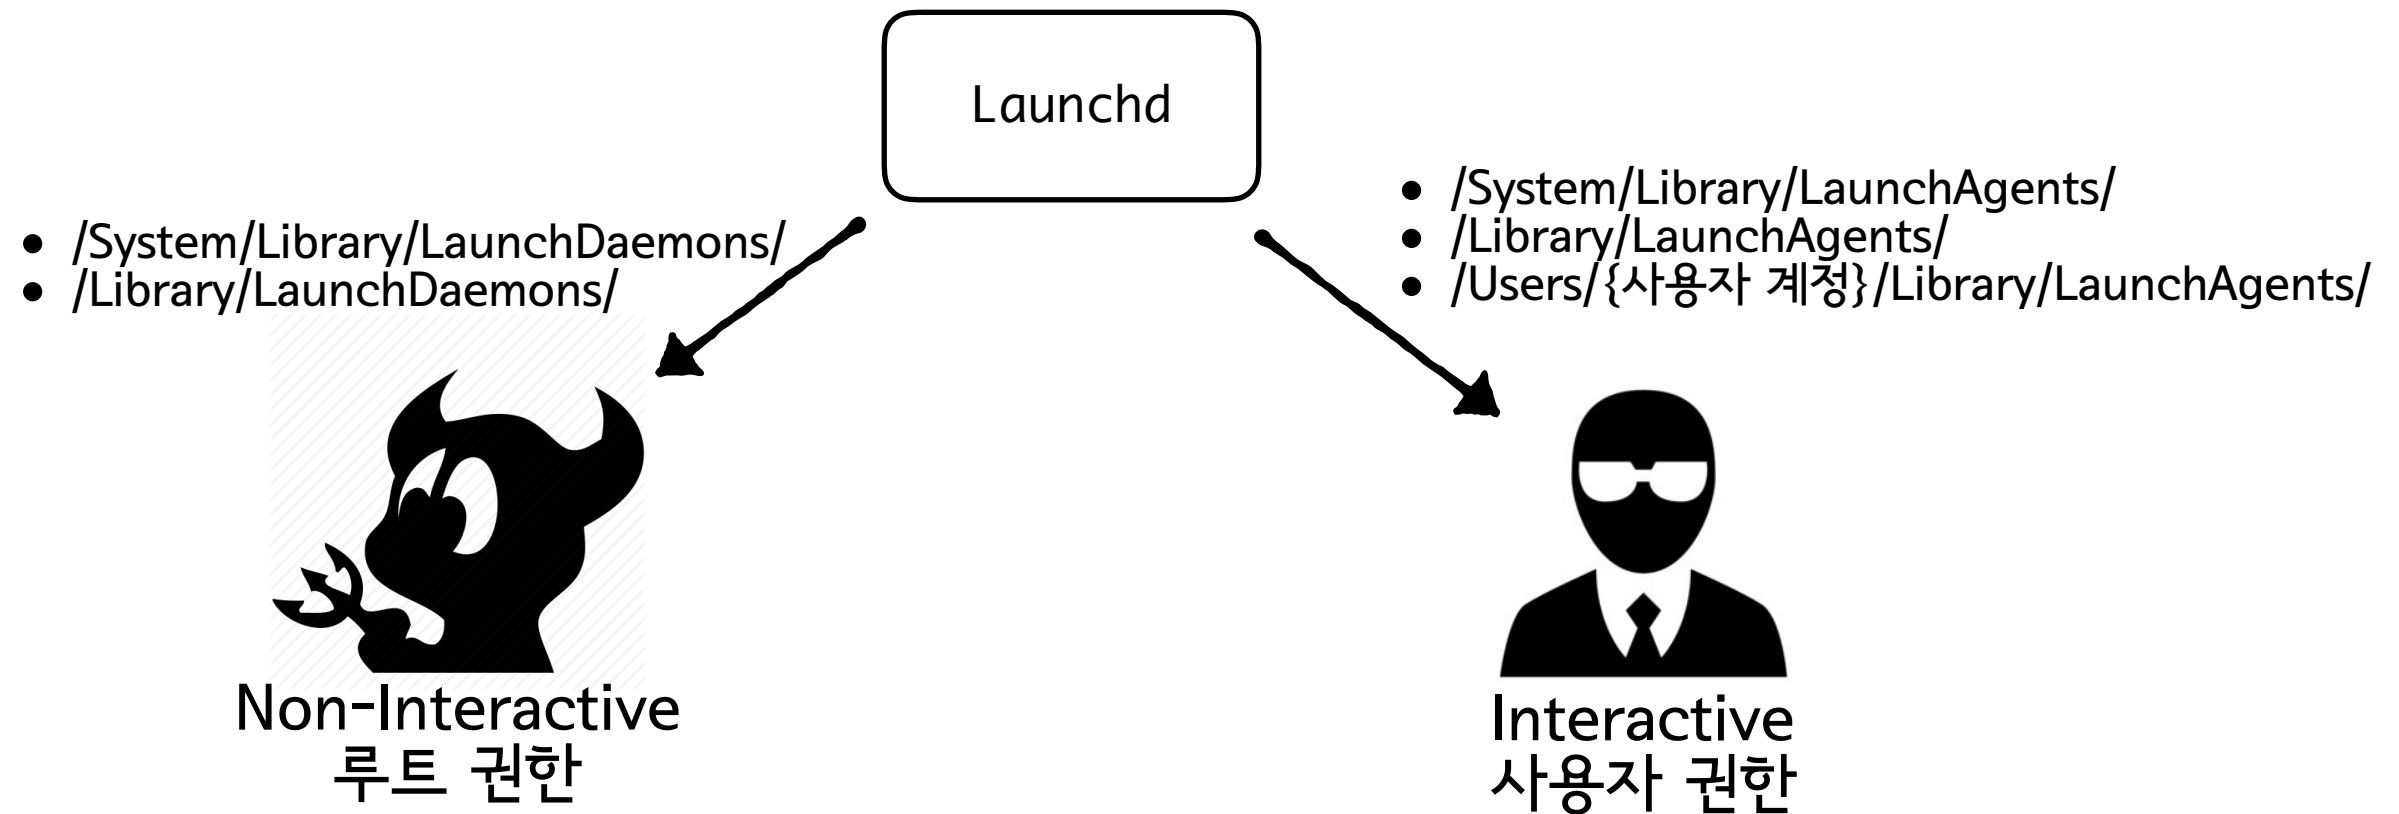 Launchd
• /System/Library/LaunchDaemons/
• /Library/LaunchDaemons/
• /System/Library/LaunchAgents/
• /Library/LaunchAgents/
• /Users/{사용자 계정}/Library/LaunchAgents/
Non-Interactive
루트 권한
Interactive
사용자 권한